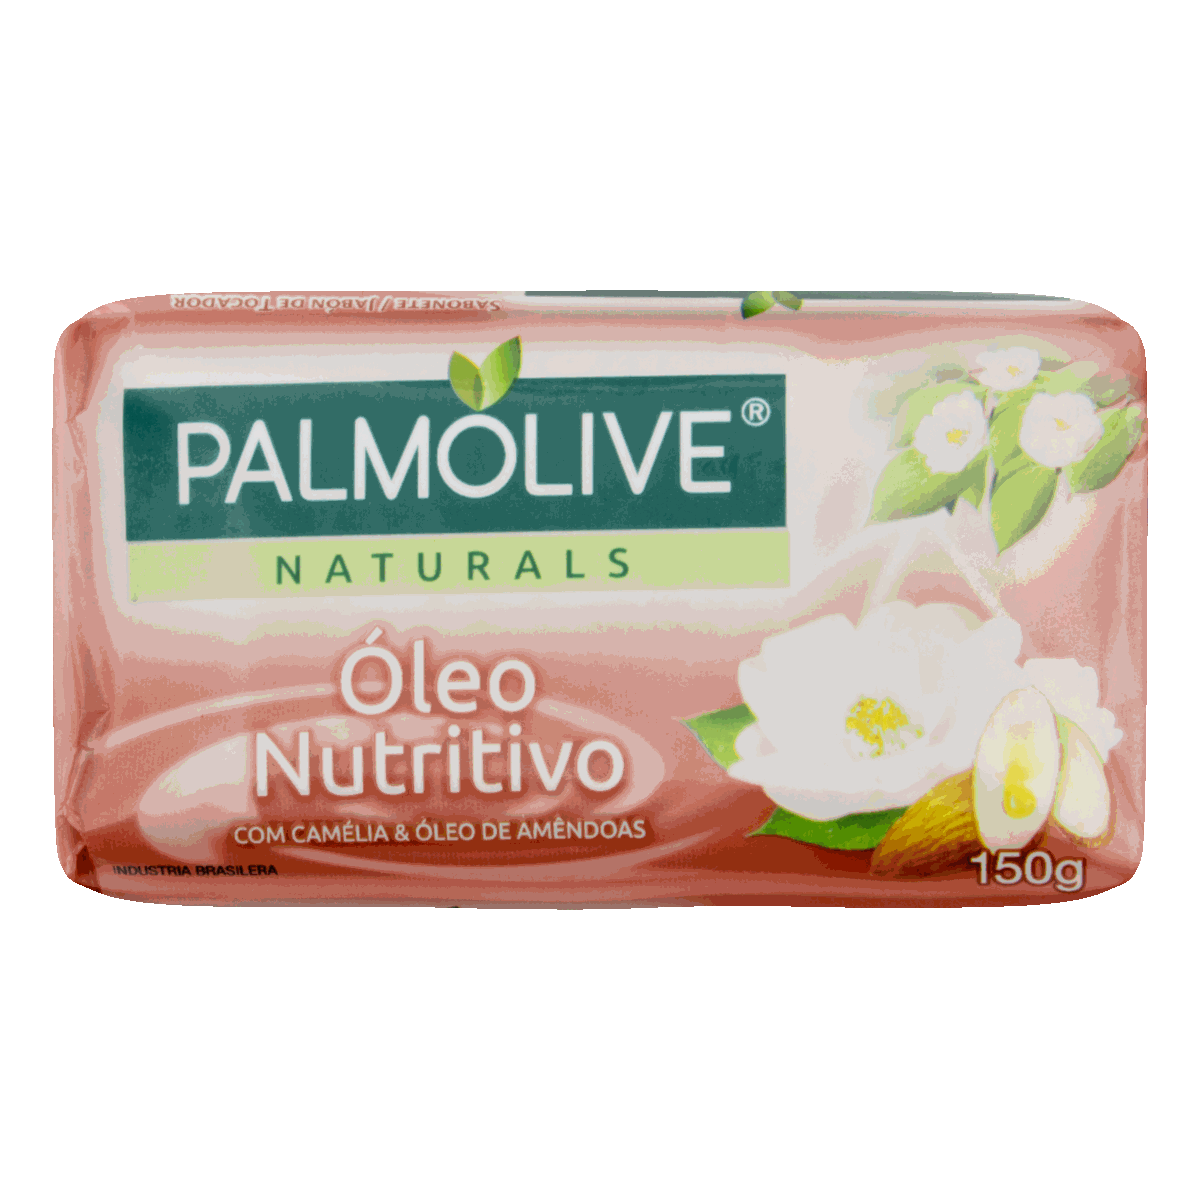 SABONETE / JABÓN DE TOCADOR
PALMOLIVE®
NATURALS
Óleo
Nutritivo
COM CAMÉLIA & ÓLEO DE AMÊNDOAS
INDUSTRIA BRASILERA
150g